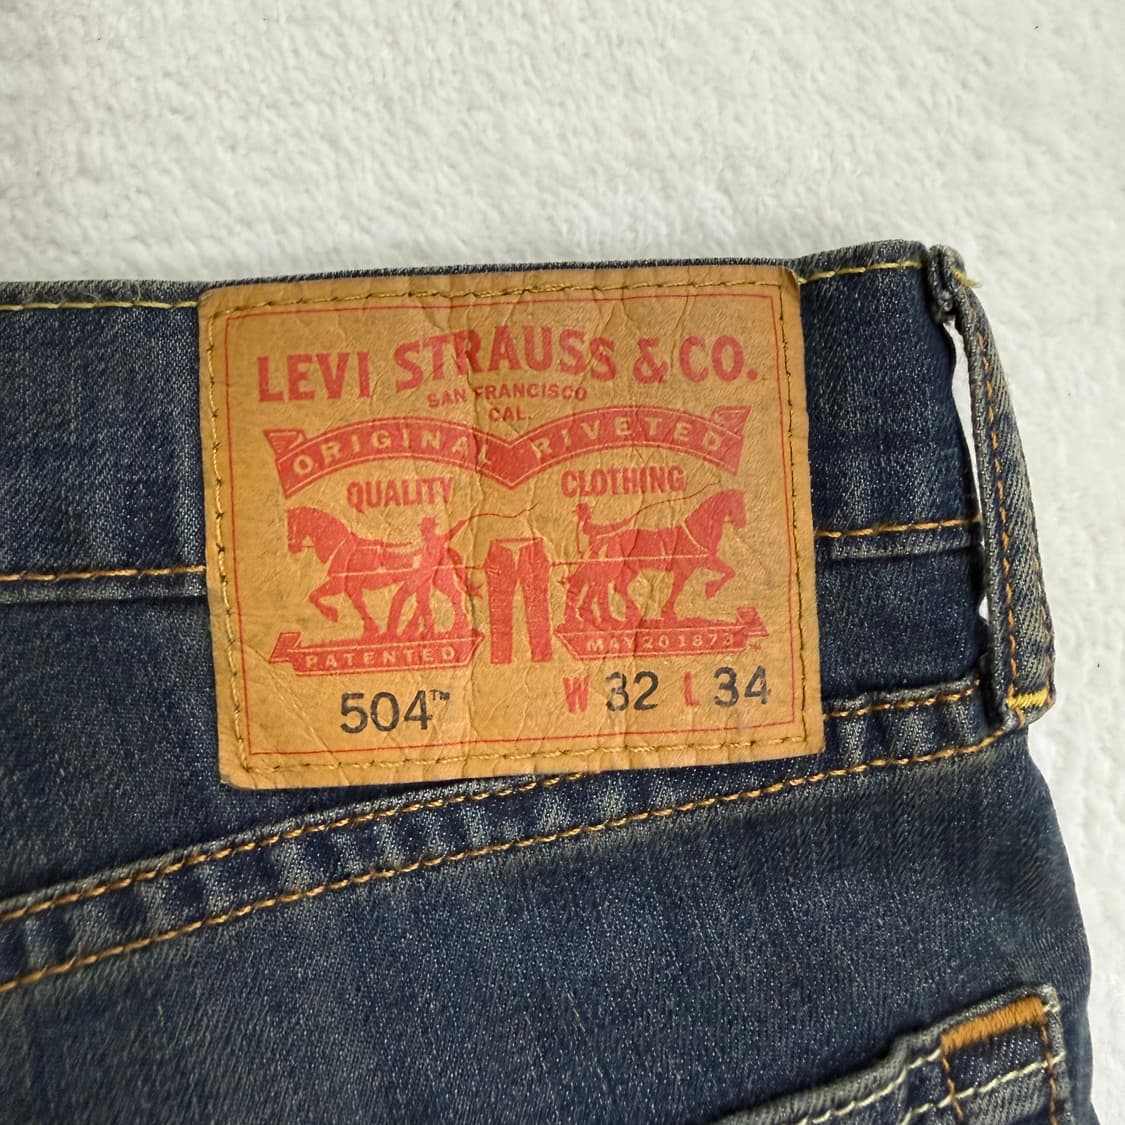 LEVI STRAUSS & CO.
SAN FRANCISCO
CAL.
ORIGINAL RIVETED
QUALITY CLOTHING
PATENTED MAY 20 1873
504™ W 32 L 34